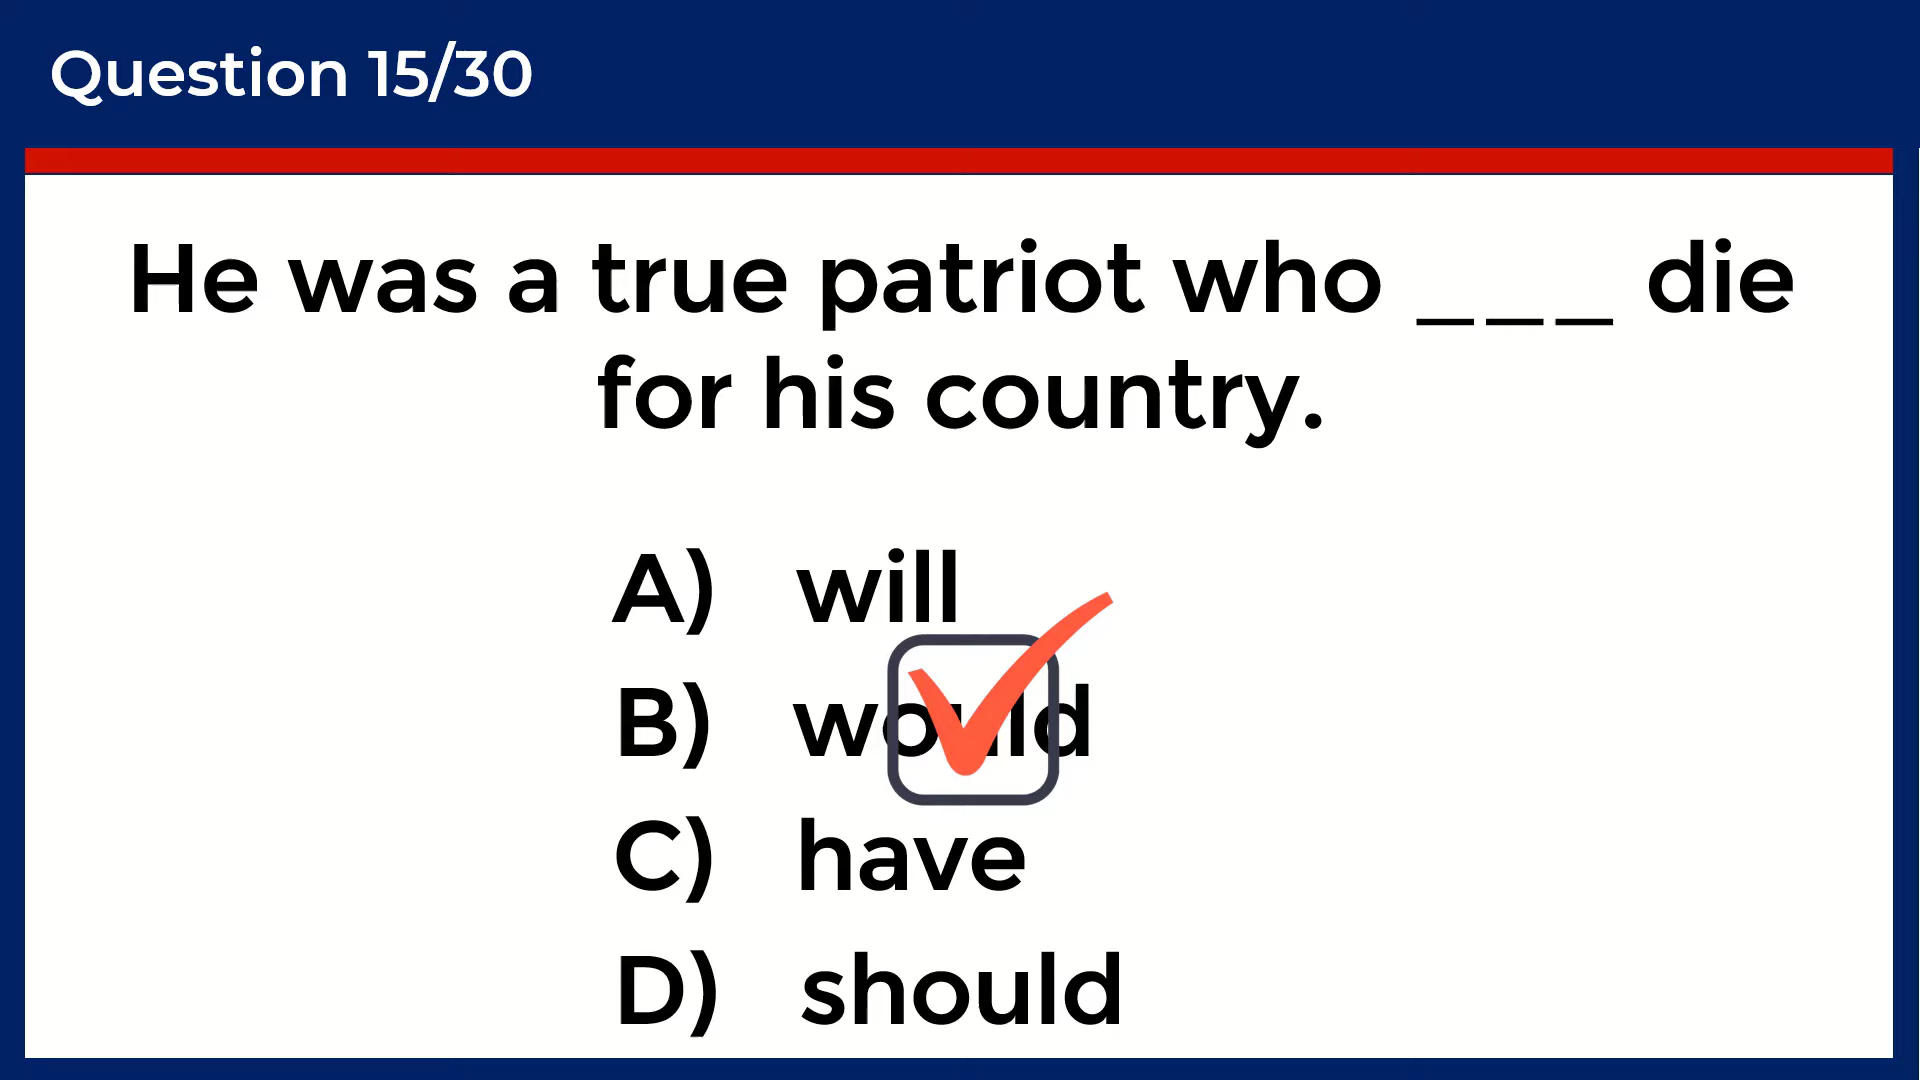 Question 15/30
He was a true patriot who ___ die
for his country.
A) will
B) would
C) have
D) should